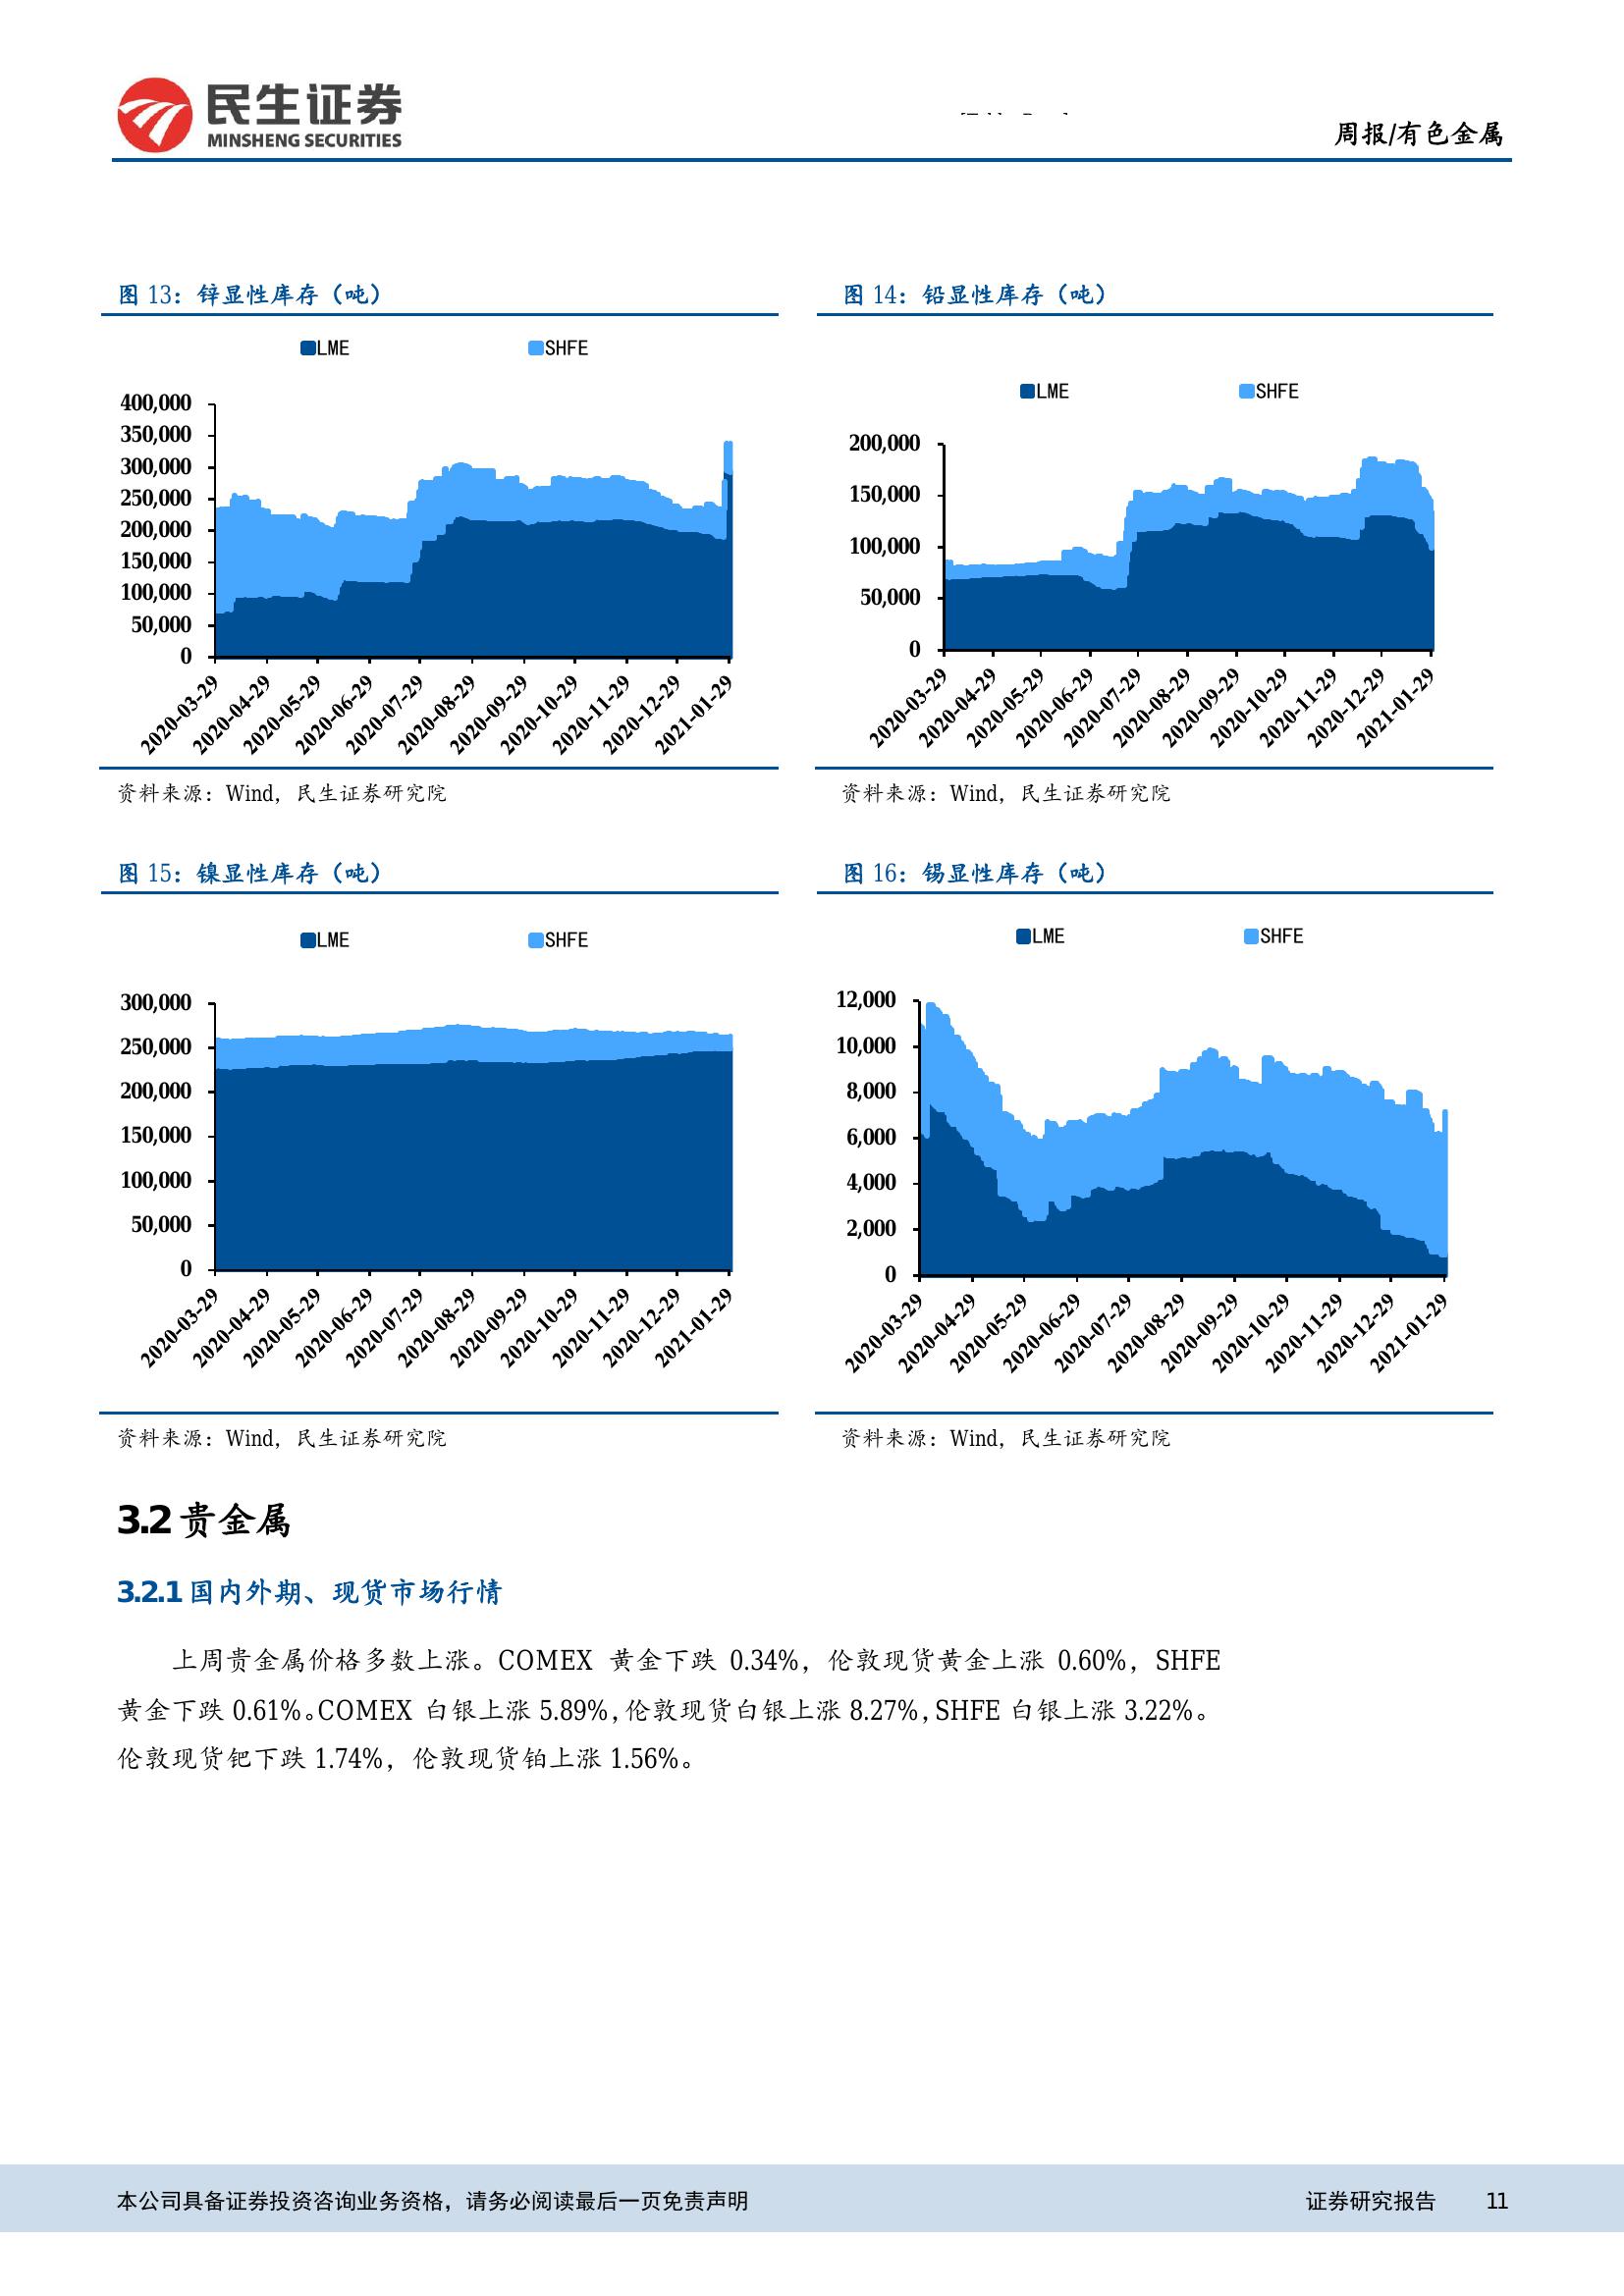 民生证券
MINSHENG SECURITIES
周报/有色金属
图 13：锌显性库存（吨）
LME
SHFE
400,000
350,000
300,000
250,000
200,000
150,000
100,000
50,000
0
2020-03-29
2020-04-29
2020-05-29
2020-06-29
2020-07-29
2020-08-29
2020-09-29
2020-10-29
2020-11-29
2020-12-29
2021-01-29
资料来源：Wind，民生证券研究院
图 14：铅显性库存（吨）
LME
SHFE
200,000
150,000
100,000
50,000
0
2020-03-29
2020-04-29
2020-05-29
2020-06-29
2020-07-29
2020-08-29
2020-09-29
2020-10-29
2020-11-29
2020-12-29
2021-01-29
资料来源：Wind，民生证券研究院
图 15：镍显性库存（吨）
LME
SHFE
300,000
250,000
200,000
150,000
100,000
50,000
0
2020-03-29
2020-04-29
2020-05-29
2020-06-29
2020-07-29
2020-08-29
2020-09-29
2020-10-29
2020-11-29
2020-12-29
2021-01-29
资料来源：Wind，民生证券研究院
图 16：锡显性库存（吨）
LME
SHFE
12,000
10,000
8,000
6,000
4,000
2,000
0
2020-03-29
2020-04-29
2020-05-29
2020-06-29
2020-07-29
2020-08-29
2020-09-29
2020-10-29
2020-11-29
2020-12-29
2021-01-29
资料来源：Wind，民生证券研究院
3.2 贵金属
3.2.1 国内外期、现货市场行情
上周贵金属价格多数上涨。COMEX 黄金下跌 0.34%，伦敦现货黄金上涨 0.60%，SHFE
黄金下跌 0.61%。COMEX 白银上涨 5.89%，伦敦现货白银上涨 8.27%，SHFE 白银上涨 3.22%。
伦敦现货钯下跌 1.74%，伦敦现货铂上涨 1.56%。
本公司具备证券投资咨询业务资格，请务必阅读最后一页免责声明
证券研究报告 11